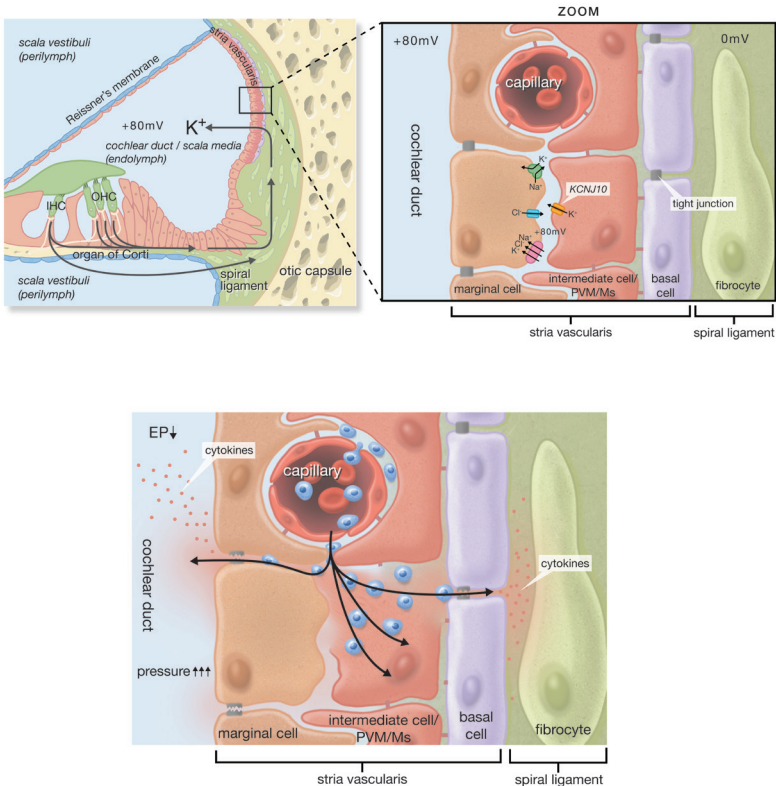 scala vestibuli
(perilymph)
Reissner's membrane
stria vascularis
+80mV
K+
cochlear duct / scala media
(endolymph)
IHC
OHC
organ of Corti
spiral
ligament
otic capsule
scala vestibuli
(perilymph)
ZOOM
+80mV
0mV
capillary
cochlear duct
K+
Na+
KCNJ10
Cl-
K+
+80mV
Na+
Cl-
K+
tight junction
marginal cell
intermediate cell/
PVM/Ms
basal
cell
fibrocyte
stria vascularis
spiral ligament
EP↓
cytokines
capillary
cochlear duct
cytokines
pressure ↑↑↑
marginal cell
intermediate cell/
PVM/Ms
basal
cell
fibrocyte
stria vascularis
spiral ligament